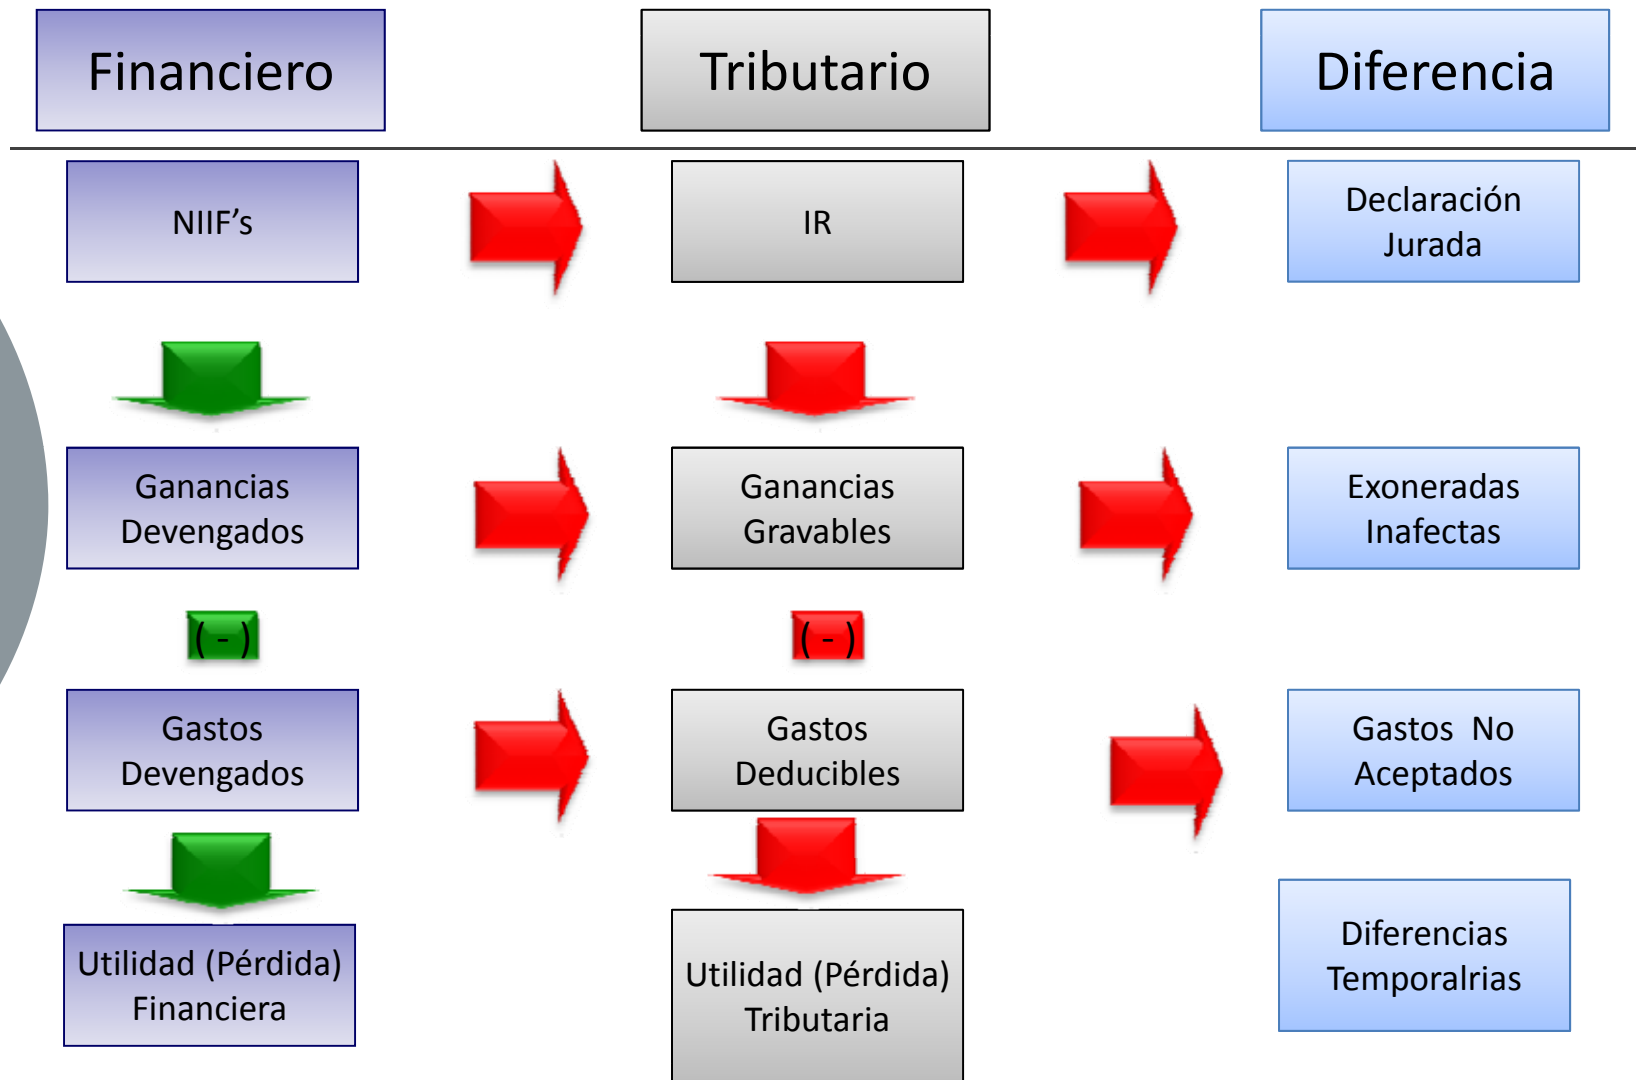 Financiero
Tributario
Diferencia
NIIF's
IR
Declaración
Jurada
Ganancias
Devengados
Ganancias
Gravables
Exoneradas
Inafectas
( - )
( - )
Gastos
Devengados
Gastos
Deducibles
Gastos No
Aceptados
Utilidad (Pérdida)
Financiera
Utilidad (Pérdida)
Tributaria
Diferencias
Temporalrias